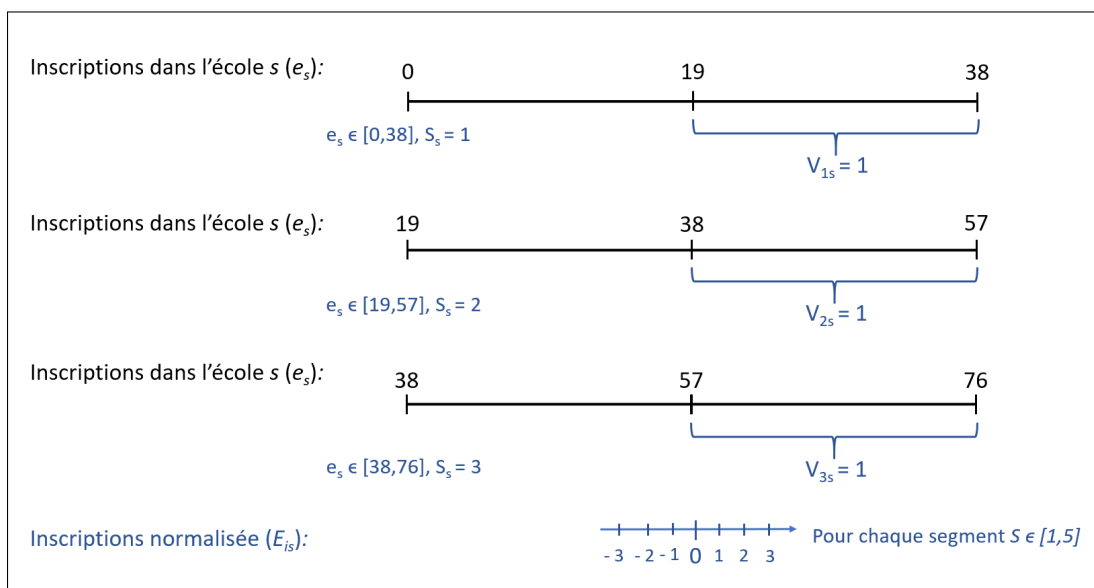 Inscriptions dans l'école s (eₛ):
0 19 38
eₛ ϵ [0,38], Sₛ = 1
V₁ₛ = 1
Inscriptions dans l'école s (eₛ):
19 38 57
eₛ ϵ [19,57], Sₛ = 2
V₂ₛ = 1
Inscriptions dans l'école s (eₛ):
38 57 76
eₛ ϵ [38,76], Sₛ = 3
V₃ₛ = 1
Inscriptions normalisée (Eᵢₛ):
-3 -2 -1 0 1 2 3
Pour chaque segment S ϵ [1,5]